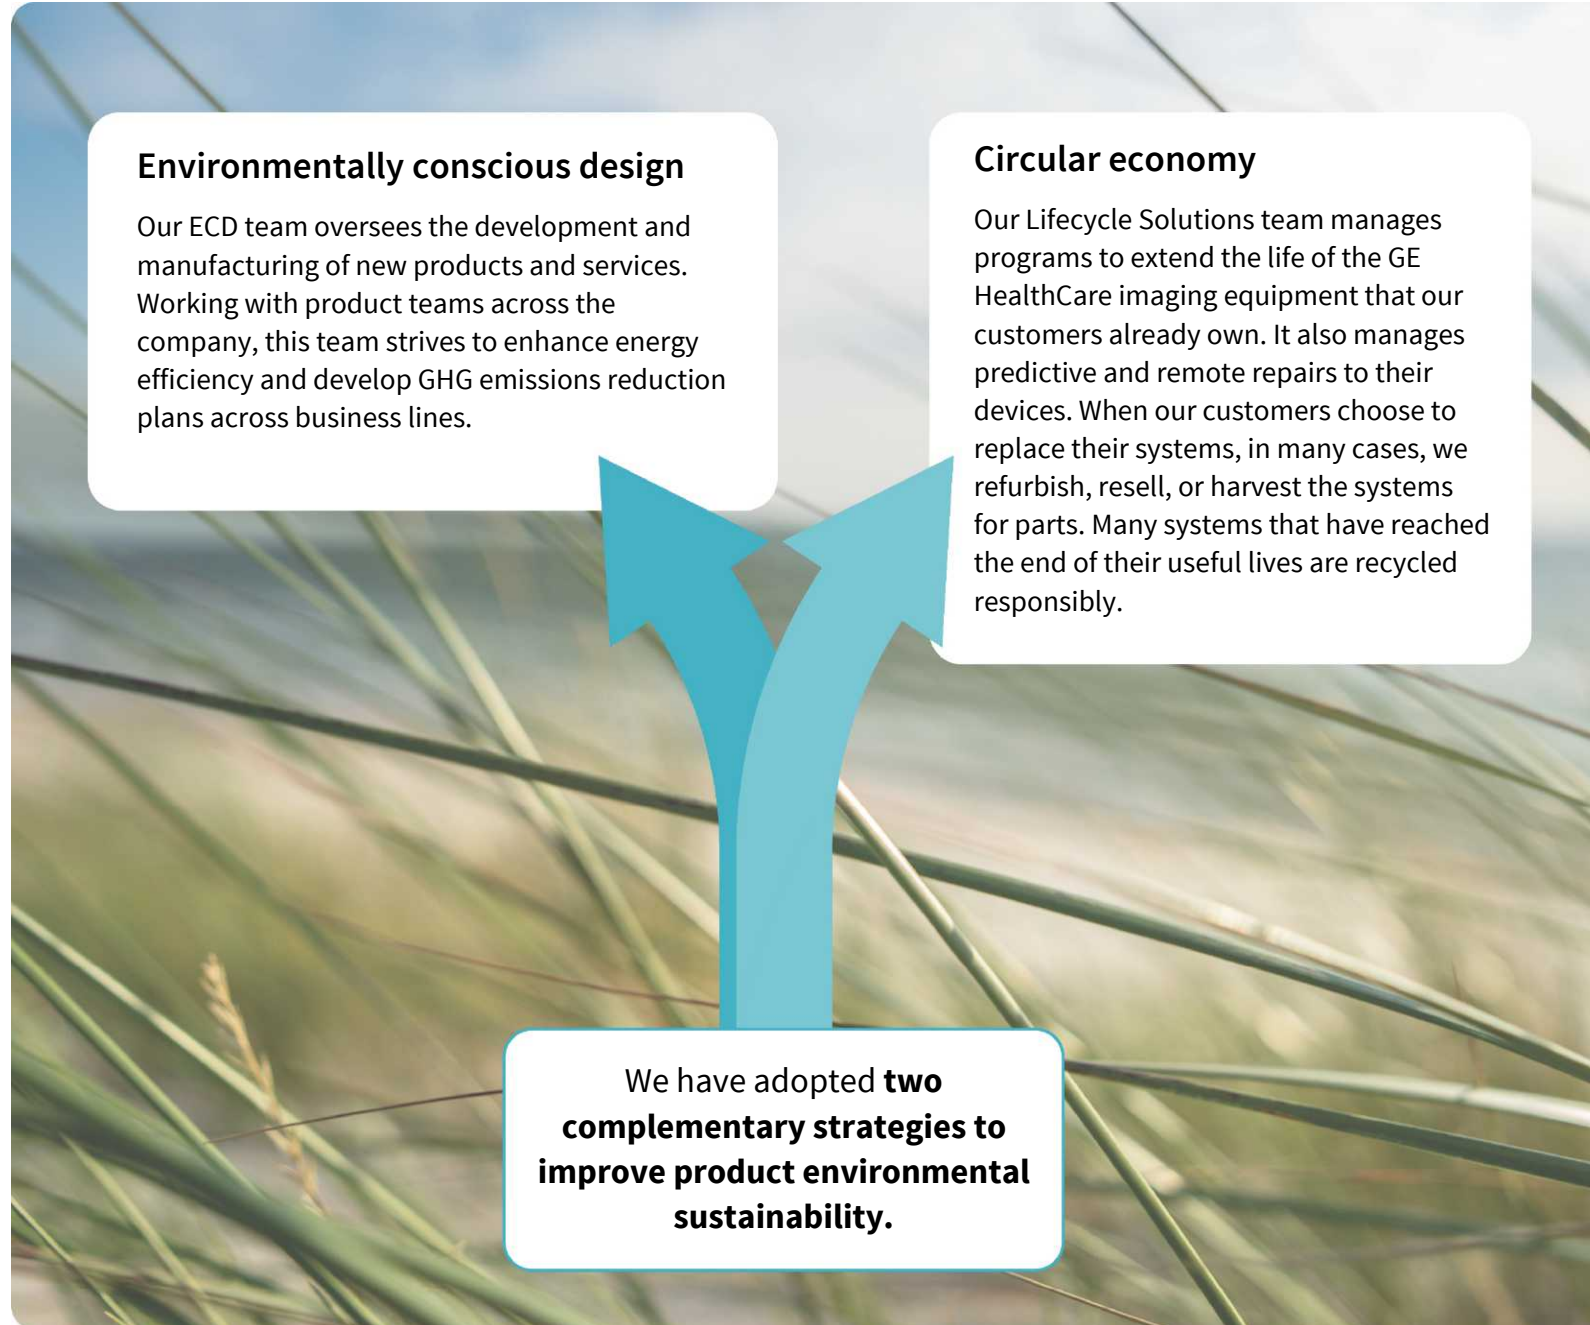 Environmentally conscious design
Our ECD team oversees the development and
manufacturing of new products and services.
Working with product teams across the
company, this team strives to enhance energy
efficiency and develop GHG emissions reduction
plans across business lines.
Circular economy
Our Lifecycle Solutions team manages
programs to extend the life of the GE
HealthCare imaging equipment that our
customers already own. It also manages
predictive and remote repairs to their
devices. When our customers choose to
replace their systems, in many cases, we
refurbish, resell, or harvest the systems
for parts. Many systems that have reached
the end of their useful lives are recycled
responsibly.
We have adopted two
complementary strategies to
improve product environmental
sustainability.